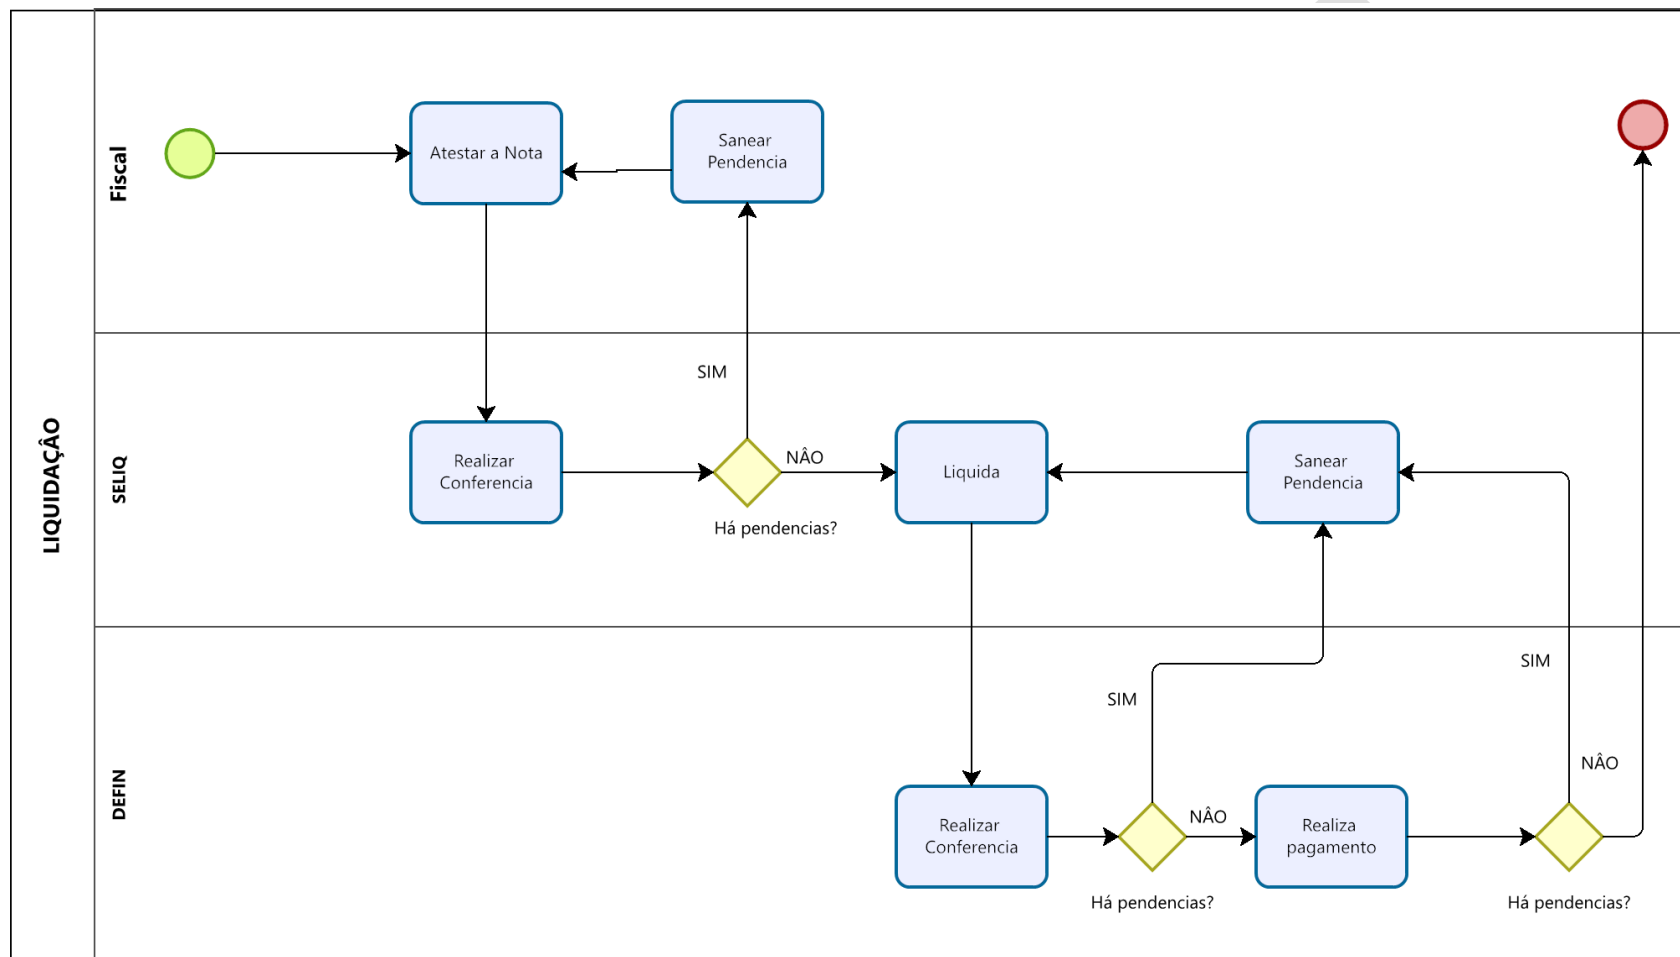 LIQUIDAÇÂO
Fiscal
Atestar a Nota
Sanear
Pendencia
SELIQ
SIM
Realizar
Conferencia
NÂO
Há pendencias?
Liquida
Sanear
Pendencia
DEFIN
SIM
SIM
Realizar
Conferencia
NÂO
Há pendencias?
Realiza
pagamento
NÂO
Há pendencias?